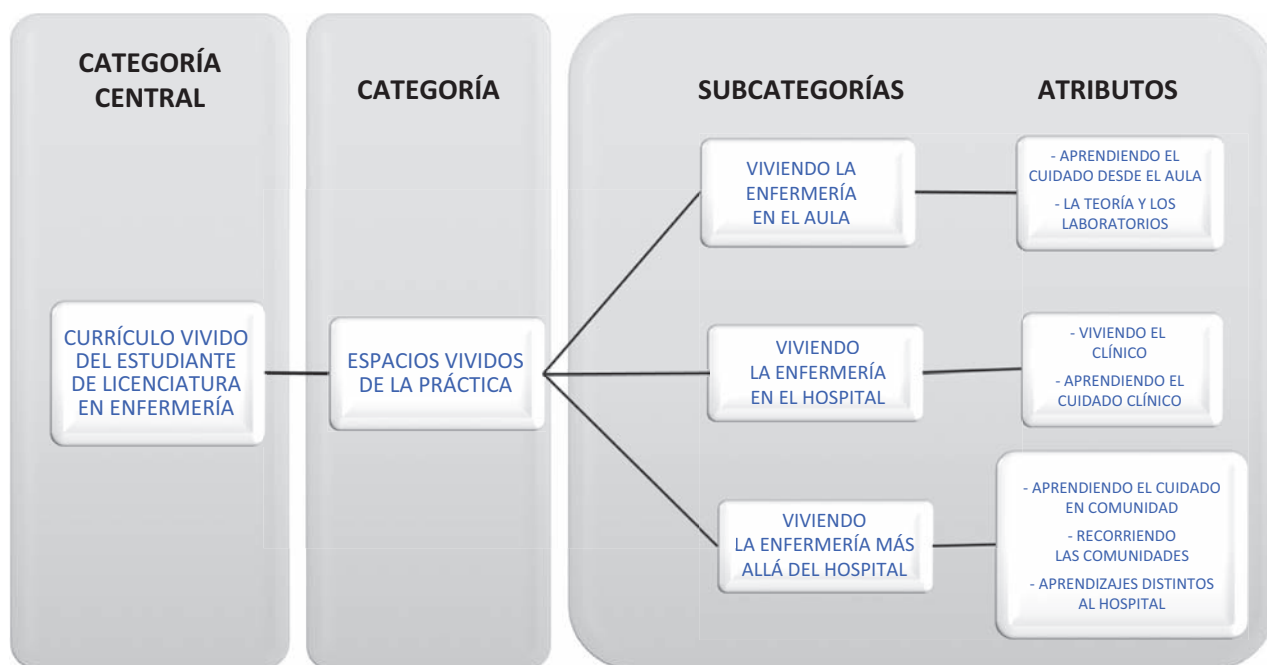 CATEGORÍA
CENTRAL
CATEGORÍA
SUBCATEGORÍAS
ATRIBUTOS
CURRÍCULO VIVIDO
DEL ESTUDIANTE
DE LICENCIATURA
EN ENFERMERÍA
ESPACIOS VIVIDOS
DE LA PRÁCTICA
VIVIENDO LA
ENFERMERÍA
EN EL AULA
- APRENDIENDO EL
CUIDADO DESDE EL AULA
- LA TEORÍA Y LOS
LABORATORIOS
VIVIENDO
LA ENFERMERÍA
EN EL HOSPITAL
- VIVIENDO EL
CLÍNICO
- APRENDIENDO EL
CUIDADO CLÍNICO
VIVIENDO
LA ENFERMERÍA MÁS
ALLÁ DEL HOSPITAL
- APRENDIENDO EL CUIDADO
EN COMUNIDAD
- RECORRIENDO
LAS COMUNIDADES
- APRENDIZAJES DISTINTOS
AL HOSPITAL